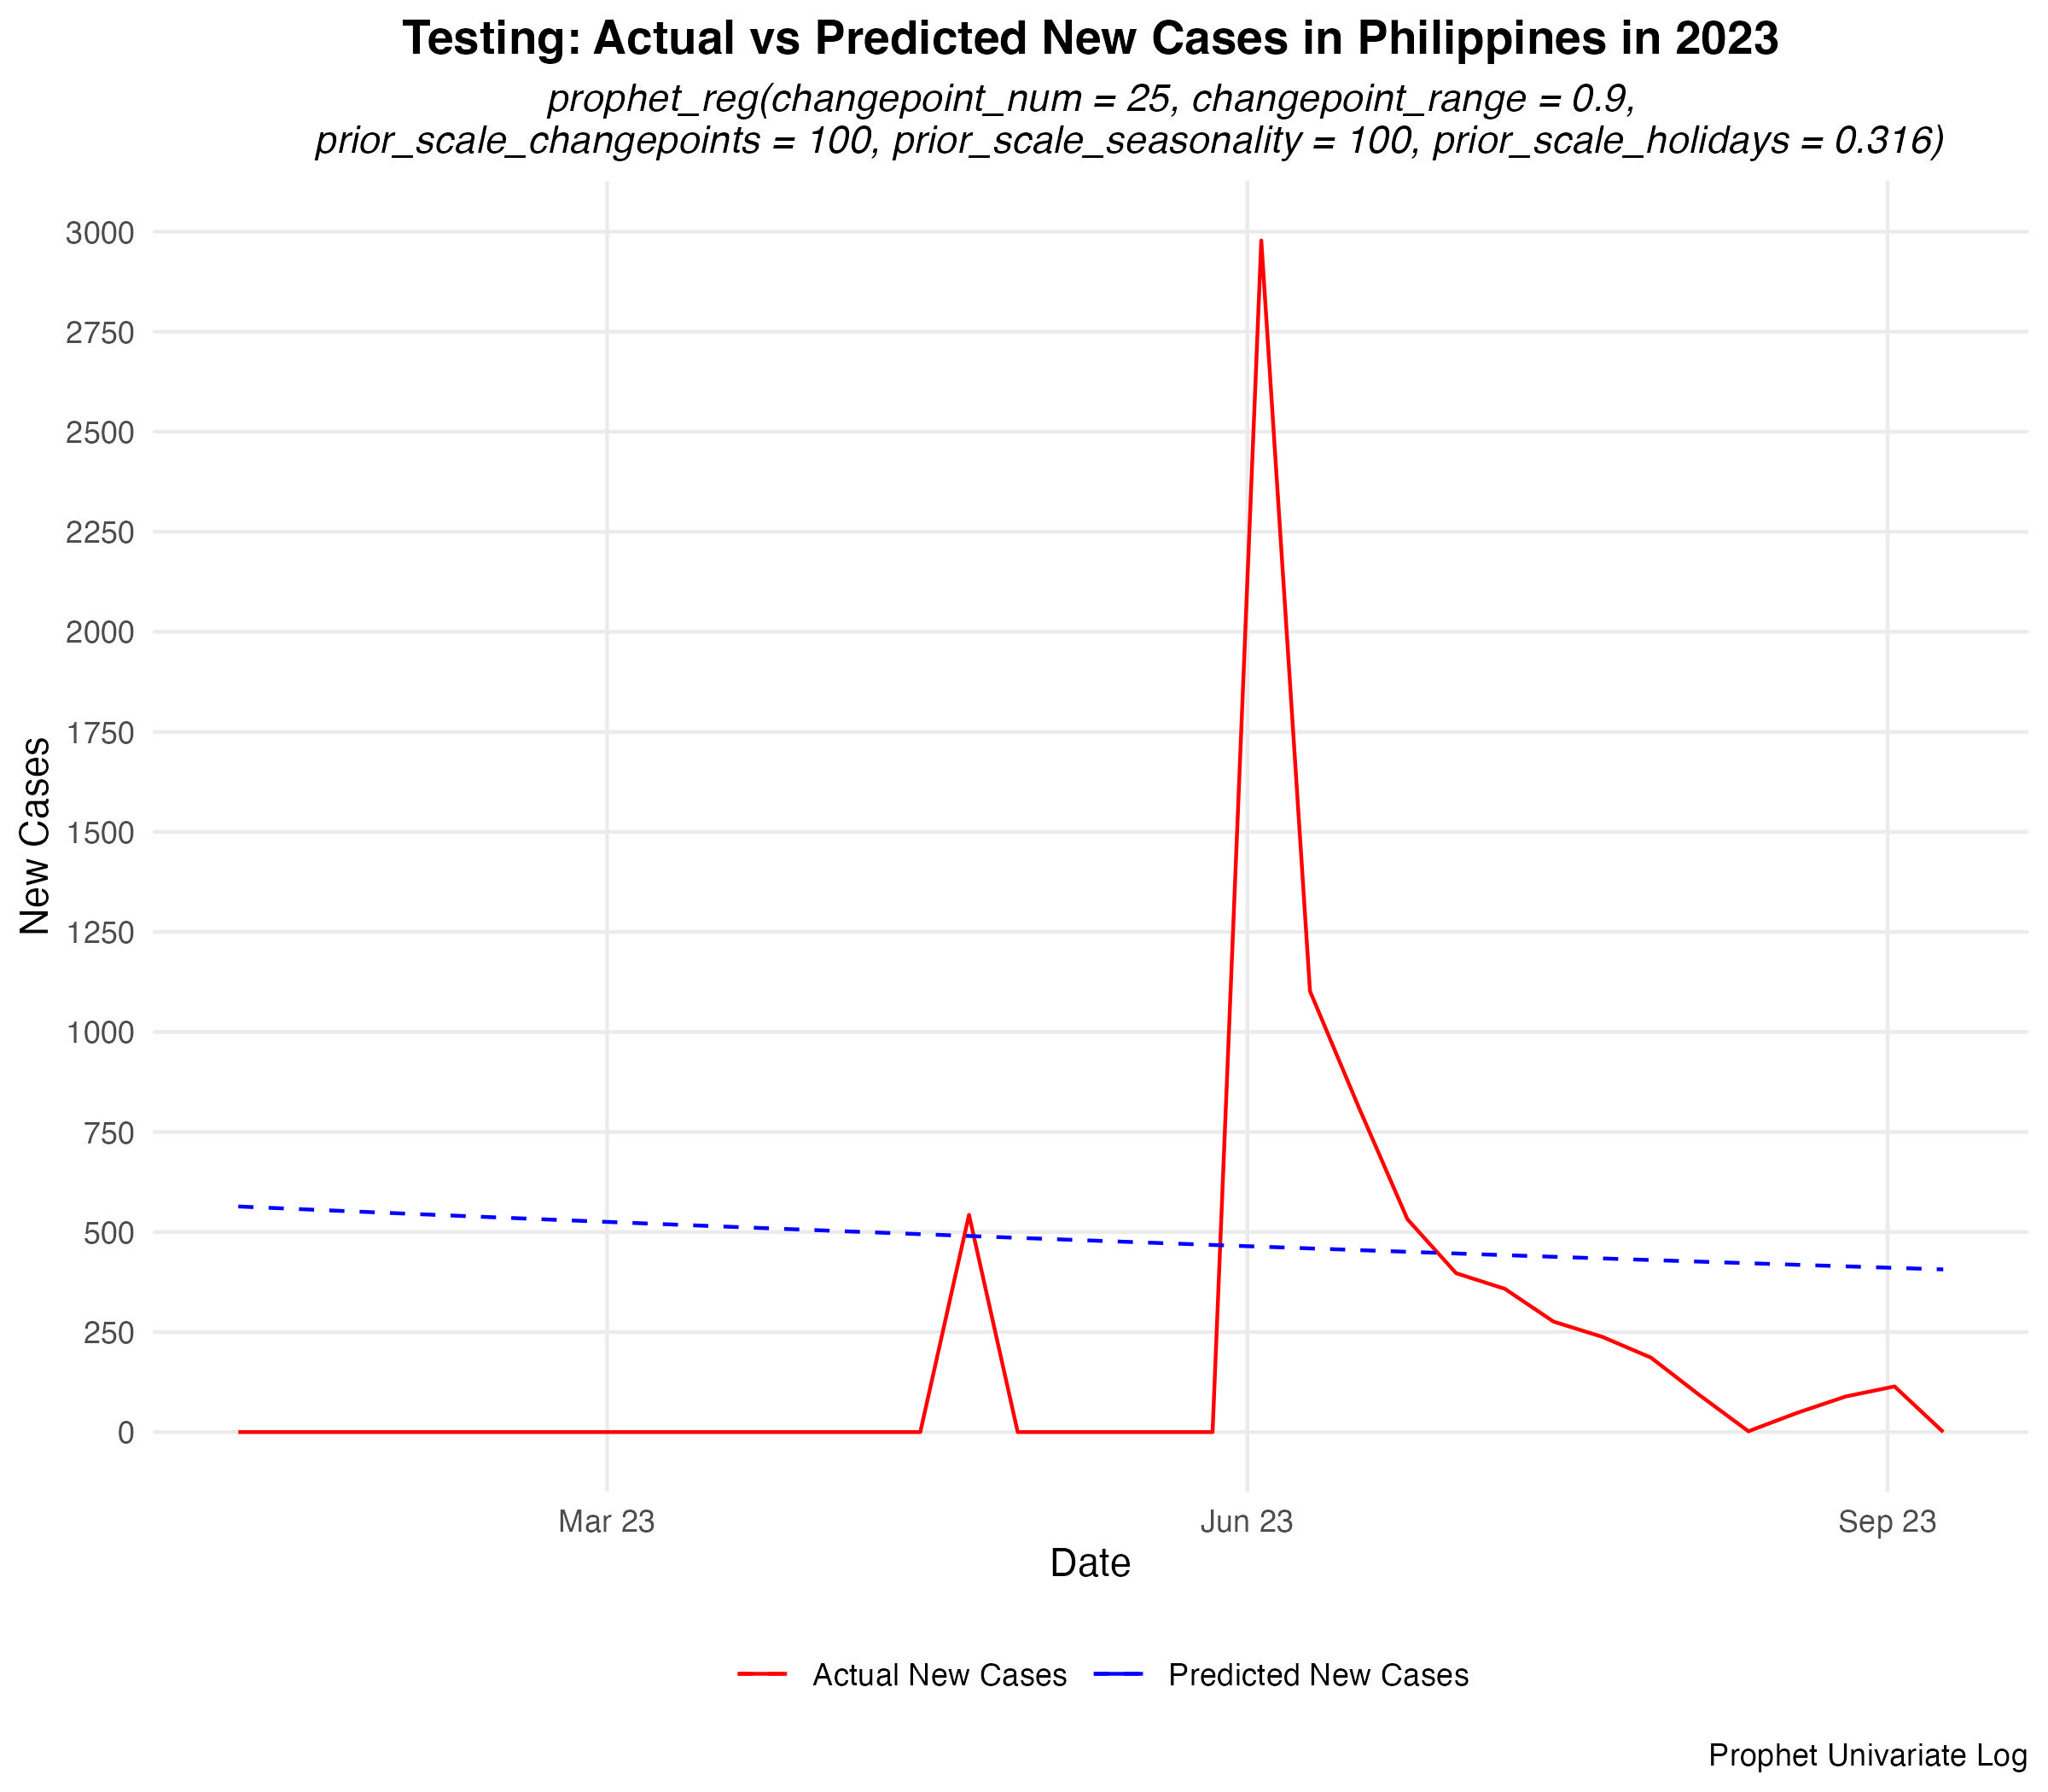 Testing: Actual vs Predicted New Cases in Philippines in 2023
prophet_reg(changepoint_num = 25, changepoint_range = 0.9,
prior_scale_changepoints = 100, prior_scale_seasonality = 100, prior_scale_holidays = 0.316)
3000
2750
2500
2250
2000
1750
1500
1250
1000
750
500
250
0
New Cases
Mar 23
Jun 23
Sep 23
Date
Actual New Cases
Predicted New Cases
Prophet Univariate Log